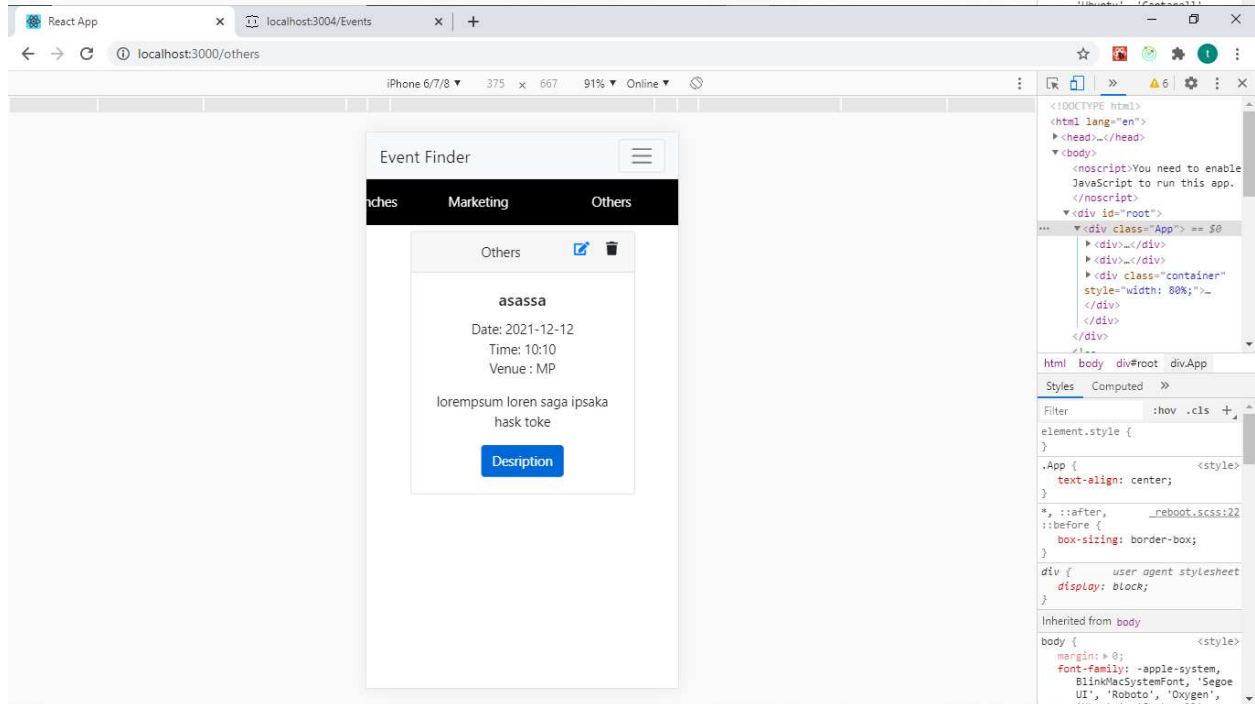 'Ubuntu', 'Cantarell',
React App
localhost:3004/Events
localhost:3000/others
t
iPhone 6/7/8 ▼ 375 x 667 91% ▼ Online ▼
6
Event Finder
nches Marketing Others
Others
asassa
Date: 2021-12-12
Time: 10:10
Venue : MP
lorempsum loren saga ipsaka
hask toke
Desription
<!DOCTYPE html>
<html lang="en">
<head>…</head>
<body>
<noscript>You need to enable
JavaScript to run this app.
</noscript>
<div id="root">
<div class="App"> == $0
<div>…</div>
<div>…</div>
<div class="container"
style="width: 80%;">…
</div>
</div>
</div>
html body div#root div.App
Styles Computed »
Filter :hov .cls +
element.style {
}
.App { <style>
text-align: center;
}
*, ::after, _reboot.scss:22
::before {
box-sizing: border-box;
}
div { user agent stylesheet
display: block;
}
Inherited from body
body { <style>
margin: ▶ 0;
font-family: -apple-system,
BlinkMacSystemFont, 'Segoe
UI', 'Roboto', 'Oxygen',